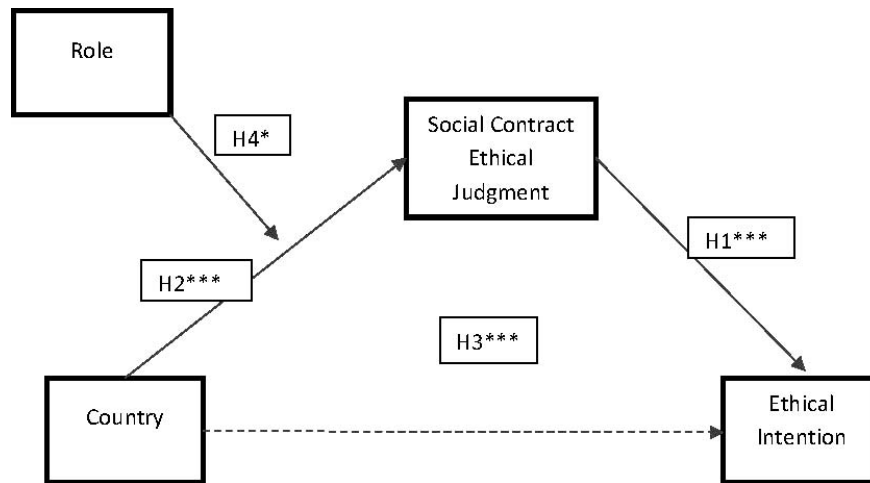 Role
H4*
Social Contract
Ethical
Judgment
H1***
H2***
H3***
Country
Ethical
Intention